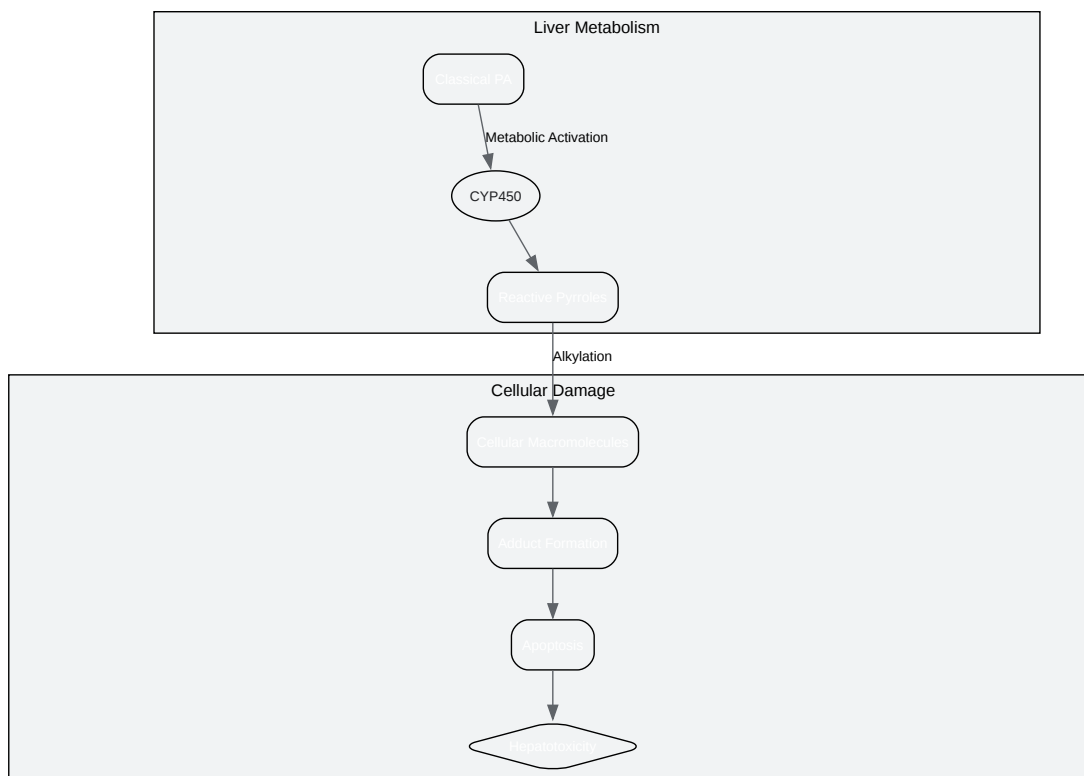 Liver Metabolism
Classical PA
Metabolic Activation
CYP450
Reactive Pyrroles
Alkylation
Cellular Damage
Cellular Macromolecules
Adduct Formation
Apoptosis
Hepatotoxicity